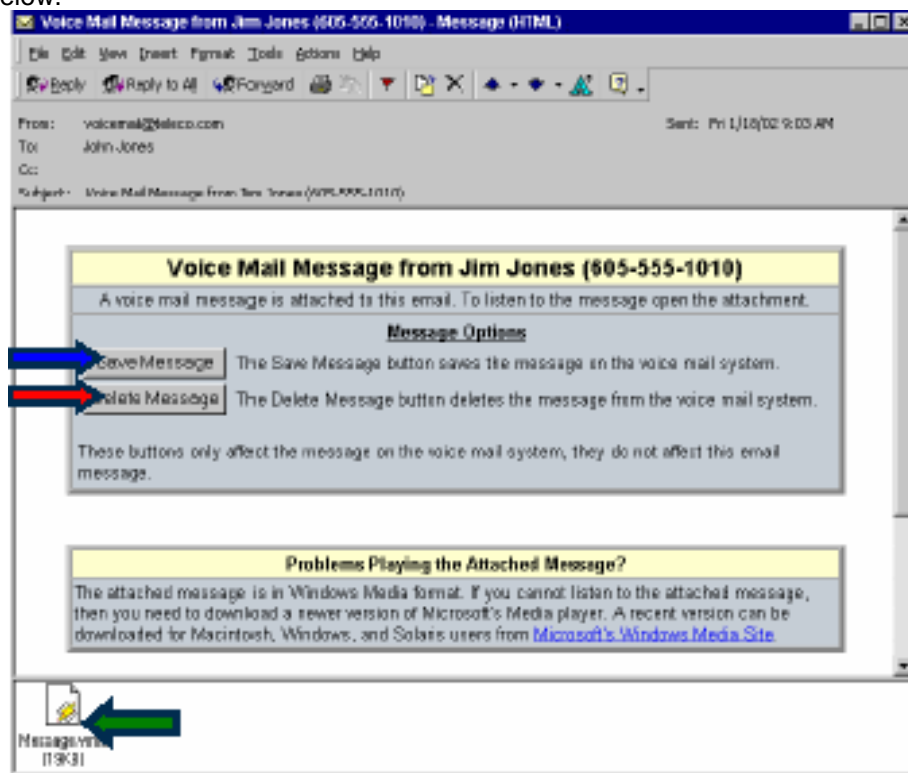 elow.
Voice Mail Message from Jim Jones (605-555-1010) - Message (HTML)
File Edit View Insert Format Tools Actions Help
Reply Reply to All Forward
From: voicemail@teleco.com Sent: Fri 1/18/02 9:03 AM
To: John Jones
Cc:
Subject: Voice Mail Message from Jim Jones (605-555-1010)
Voice Mail Message from Jim Jones (605-555-1010)
A voice mail message is attached to this email. To listen to the message open the attachment.
Message Options
Save Message The Save Message button saves the message on the voice mail system.
Delete Message The Delete Message button deletes the message from the voice mail system.
These buttons only affect the message on the voice mail system, they do not affect this email
message.
Problems Playing the Attached Message?
The attached message is in Windows Media format. If you cannot listen to the attached message,
then you need to download a newer version of Microsoft's Media player. A recent version can be
downloaded for Macintosh, Windows, and Solaris users from Microsoft's Windows Media Site
(19KB)